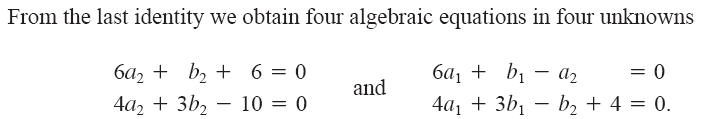 From the last identity we obtain four algebraic equations in four unknowns
6a₂ + b₂ + 6 = 0 and 6a₁ + b₁ − a₂ = 0
4a₂ + 3b₂ − 10 = 0 4a₁ + 3b₁ − b₂ + 4 = 0.